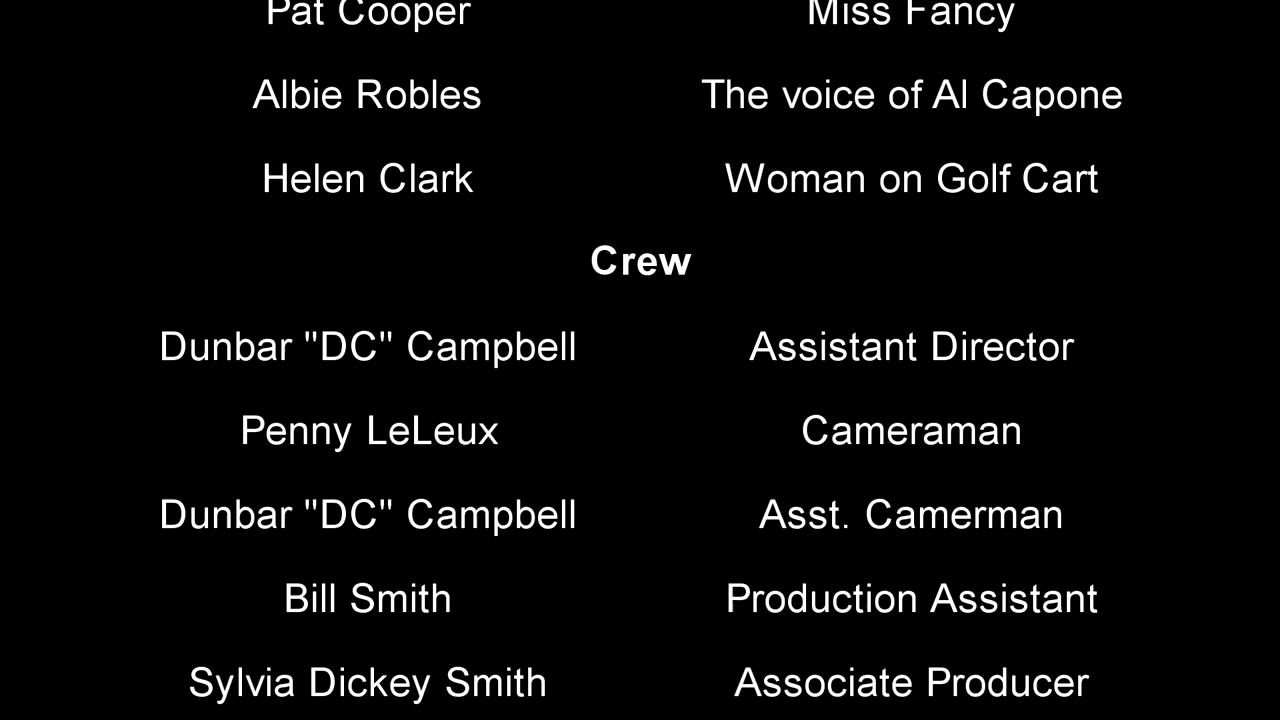 Pat Cooper Miss Fancy
Albie Robles The voice of Al Capone
Helen Clark Woman on Golf Cart
Crew
Dunbar "DC" Campbell Assistant Director
Penny LeLeux Cameraman
Dunbar "DC" Campbell Asst. Camerman
Bill Smith Production Assistant
Sylvia Dickey Smith Associate Producer